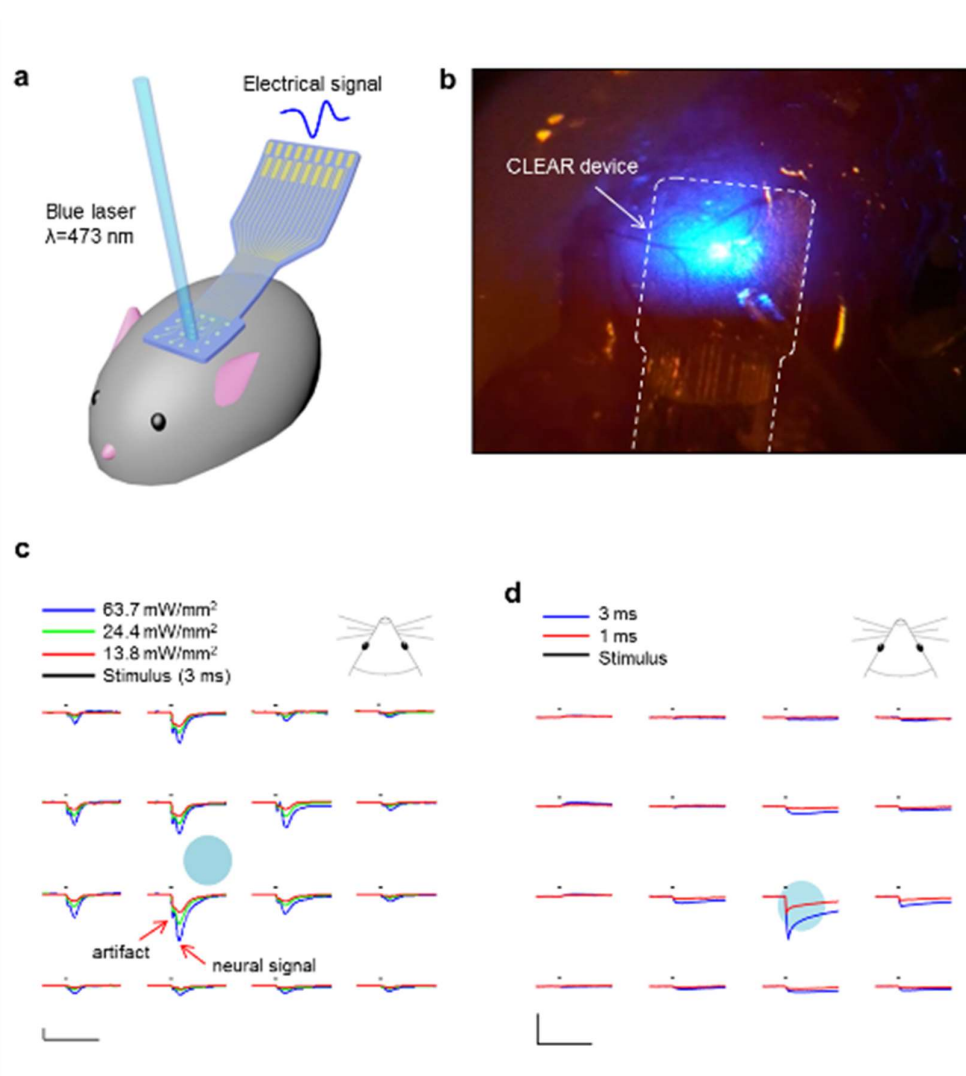 a
Electrical signal
Blue laser
λ=473 nm
b
CLEAR device
c
63.7 mW/mm²
24.4 mW/mm²
13.8 mW/mm²
Stimulus (3 ms)
artifact
neural signal
d
3 ms
1 ms
Stimulus